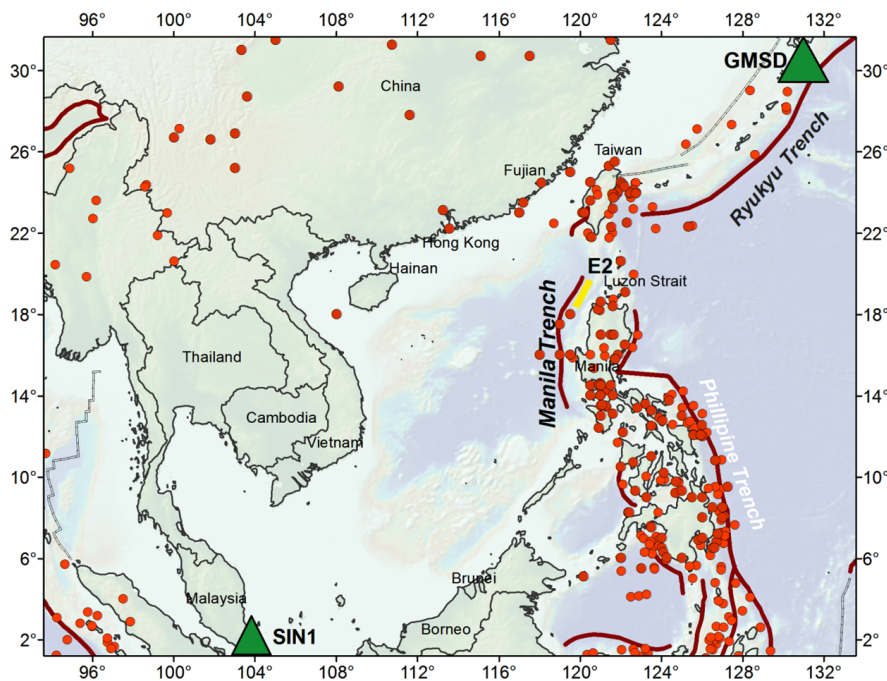 96° 100° 104° 108° 112° 116° 120° 124° 128° 132°
30° GMSD 30°
China
26° Taiwan 26°
Fujian
Ryukyu Trench
22° Hong Kong 22°
Hainan E2
Luzon Strait
18° 18°
Manila Trench
Thailand Manila
14° Phillipine Trench 14°
Cambodia
Vietnam
10° 10°
6° 6°
Brunei
Malaysia
Borneo
2° SIN1 2°
96° 100° 104° 108° 112° 116° 120° 124° 128° 132°